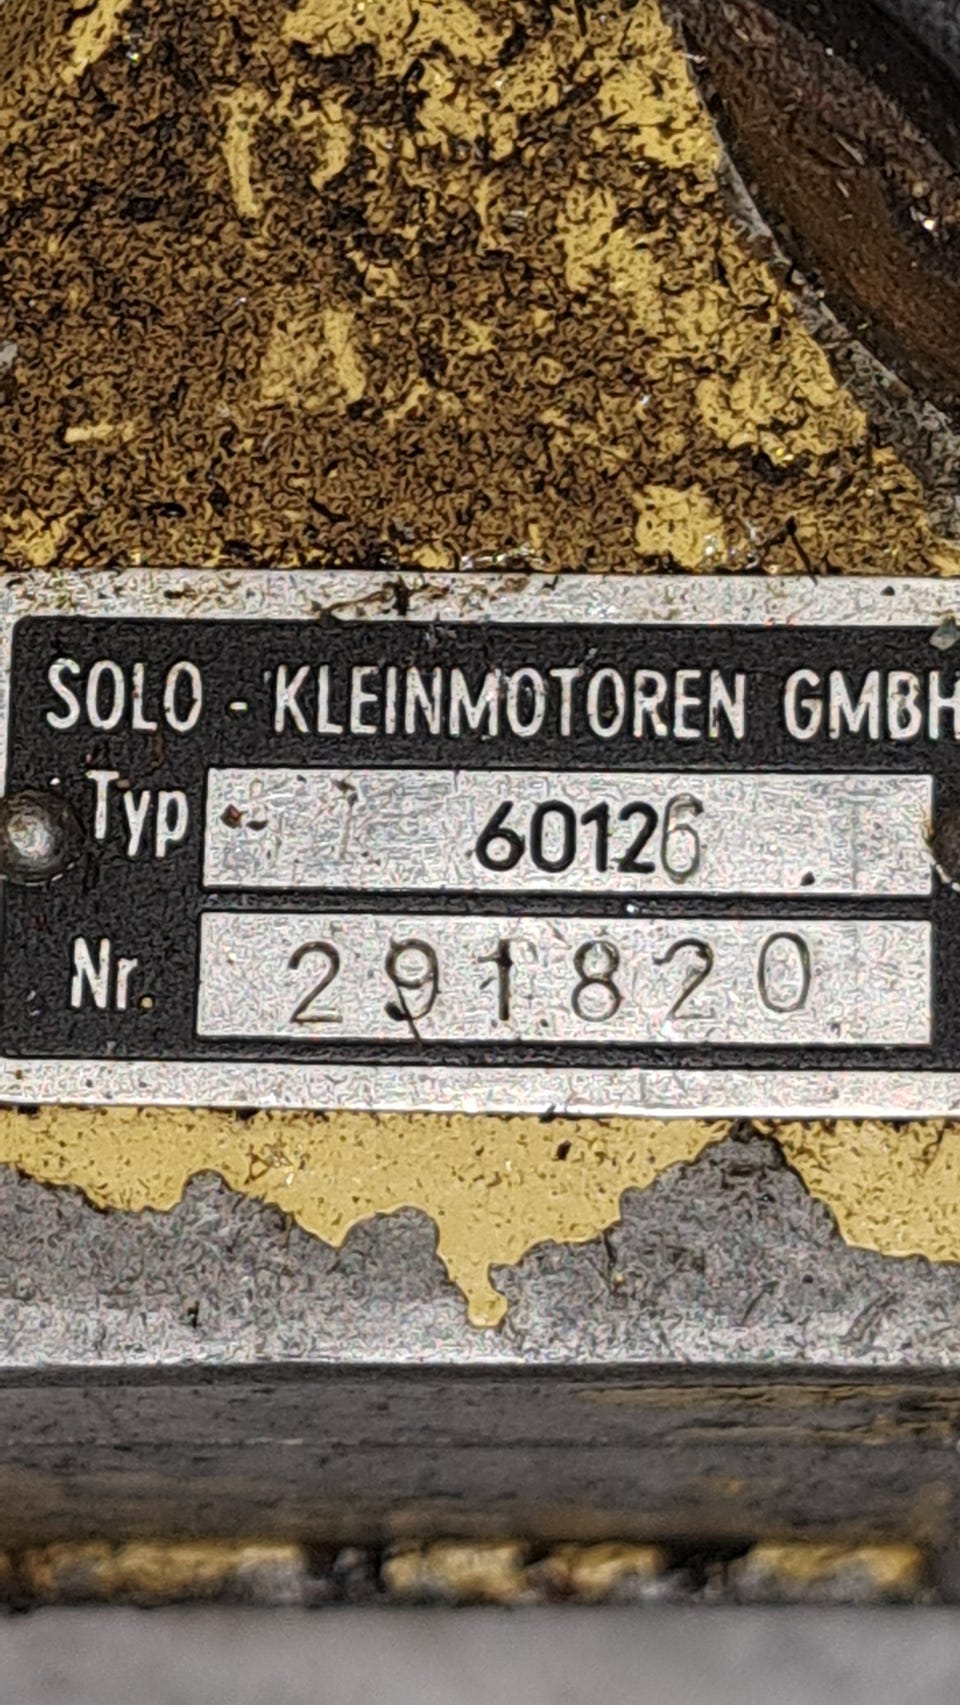 SOLO - KLEINMOTOREN GMBH
Typ 60126
Nr. 291820